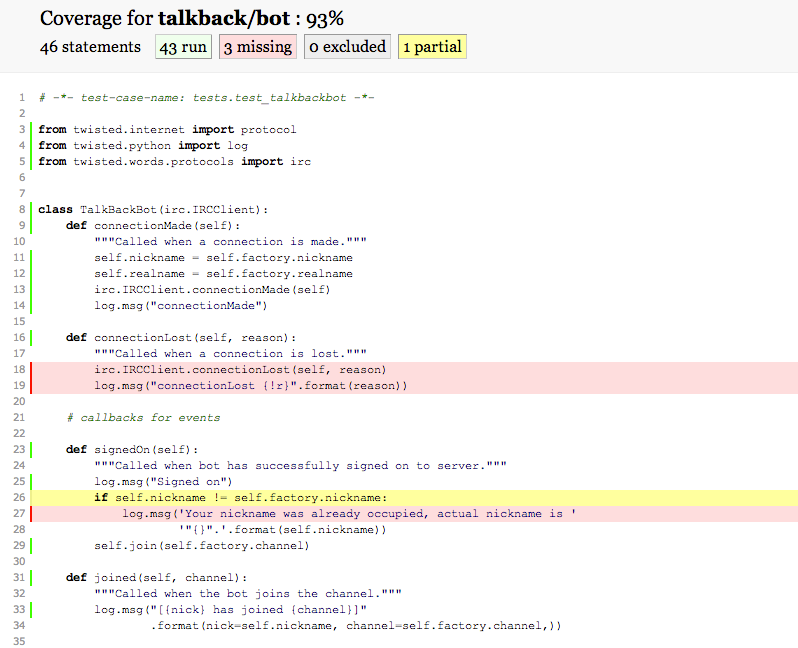 Coverage for talkback/bot : 93%
46 statements 43 run 3 missing 0 excluded 1 partial
1 # -*- test-case-name: tests.test_talkbackbot -*-
2
3 from twisted.internet import protocol
4 from twisted.python import log
5 from twisted.words.protocols import irc
6
7
8 class TalkBackBot(irc.IRCClient):
9     def connectionMade(self):
10         """Called when a connection is made."""
11         self.nickname = self.factory.nickname
12         self.realname = self.factory.realname
13         irc.IRCClient.connectionMade(self)
14         log.msg("connectionMade")
15
16     def connectionLost(self, reason):
17         """Called when a connection is lost."""
18         irc.IRCClient.connectionLost(self, reason)
19         log.msg("connectionLost {!r}".format(reason))
20
21     # callbacks for events
22
23     def signedOn(self):
24         """Called when bot has successfully signed on to server."""
25         log.msg("Signed on")
26         if self.nickname != self.factory.nickname:
27             log.msg('Your nickname was already occupied, actual nickname is '
28                     '"{}".'.format(self.nickname))
29         self.join(self.factory.channel)
30
31     def joined(self, channel):
32         """Called when the bot joins the channel."""
33         log.msg("[{nick} has joined {channel}]"
34                 .format(nick=self.nickname, channel=self.factory.channel,))
35